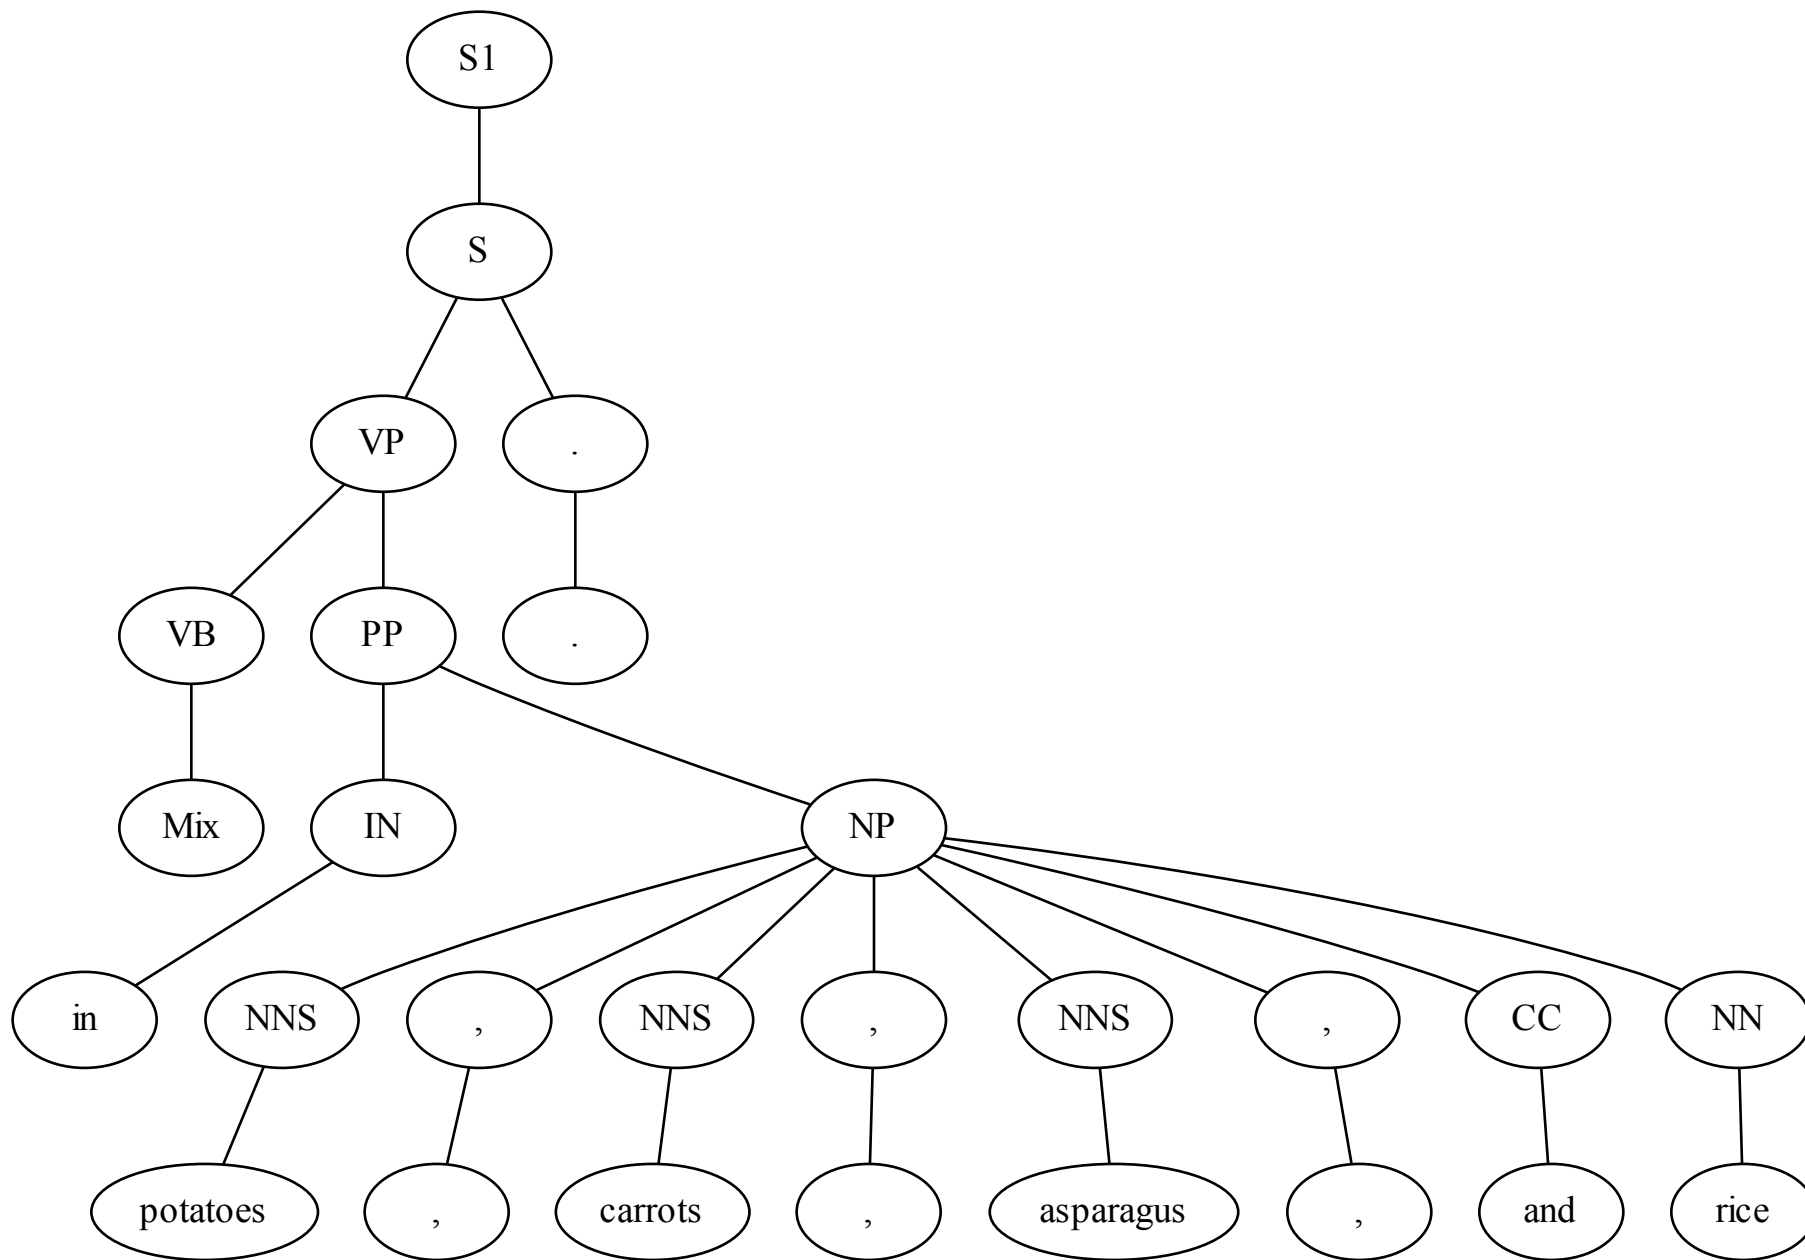 S1
S
VP .
VB PP .
Mix IN NP
in NNS , NNS , NNS , CC NN
potatoes , carrots , asparagus , and rice